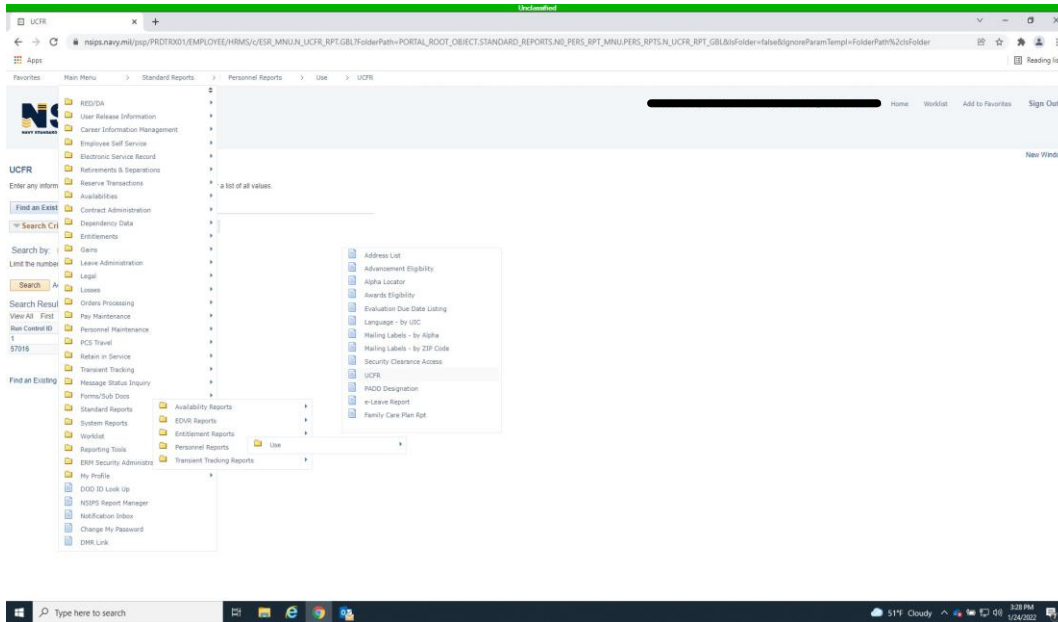 Unclassified
UCFR
nsips.navy.mil/psp/PRDTRX01/EMPLOYEE/HRMS/c/ESR_MNU.N_UCFR_RPT.GBL?FolderPath=PORTAL_ROOT_OBJECT.STANDARD_REPORTS.N0_PERS_RPT_MNU.PERS_RPTS.N_UCFR_RPT_GBL&IsFolder=false&IgnoreParamTempl=FolderPath%2cIsFolder
Apps
Reading lis
Favorites Main Menu > Standard Reports > Personnel Reports > Use > UCFR
NS
NAVY STANDARD
Home Worklist Add to Favorites Sign Out
New Windo
RED/DA
User Release Information
Career Information Management
Employee Self Service
Electronic Service Record
Retirements & Separations
Reserve Transactions
Availabilities
Contract Administration
Dependency Data
Entitlements
Gains
Leave Administration
Legal
Losses
Orders Processing
Pay Maintenance
Personnel Maintenance
PCS Travel
Retain in Service
Transient Tracking
Message Status Inquiry
Forms/Sub Docs
Standard Reports
System Reports
Worklist
Reporting Tools
ERM Security Administra
My Profile
DOD ID Look Up
NSIPS Report Manager
Notification Inbox
Change My Password
DMR Link
UCFR
Enter any inform a list of all values.
Find an Exist
Search Cri
Search by:
Limit the number
Search
Search Resul
View All First
Run Control ID
1
57016
Find an Existing
Availability Reports
EDVR Reports
Entitlement Reports
Personnel Reports
Transient Tracking Reports
Use
Address List
Advancement Eligibility
Alpha Locator
Awards Eligibility
Evaluation Due Date Listing
Language - by UIC
Mailing Labels - by Alpha
Mailing Labels - by ZIP Code
Security Clearance Access
UCFR
PADD Designation
e-Leave Report
Family Care Plan Rpt
Type here to search
51°F Cloudy
3:28 PM
1/24/2022